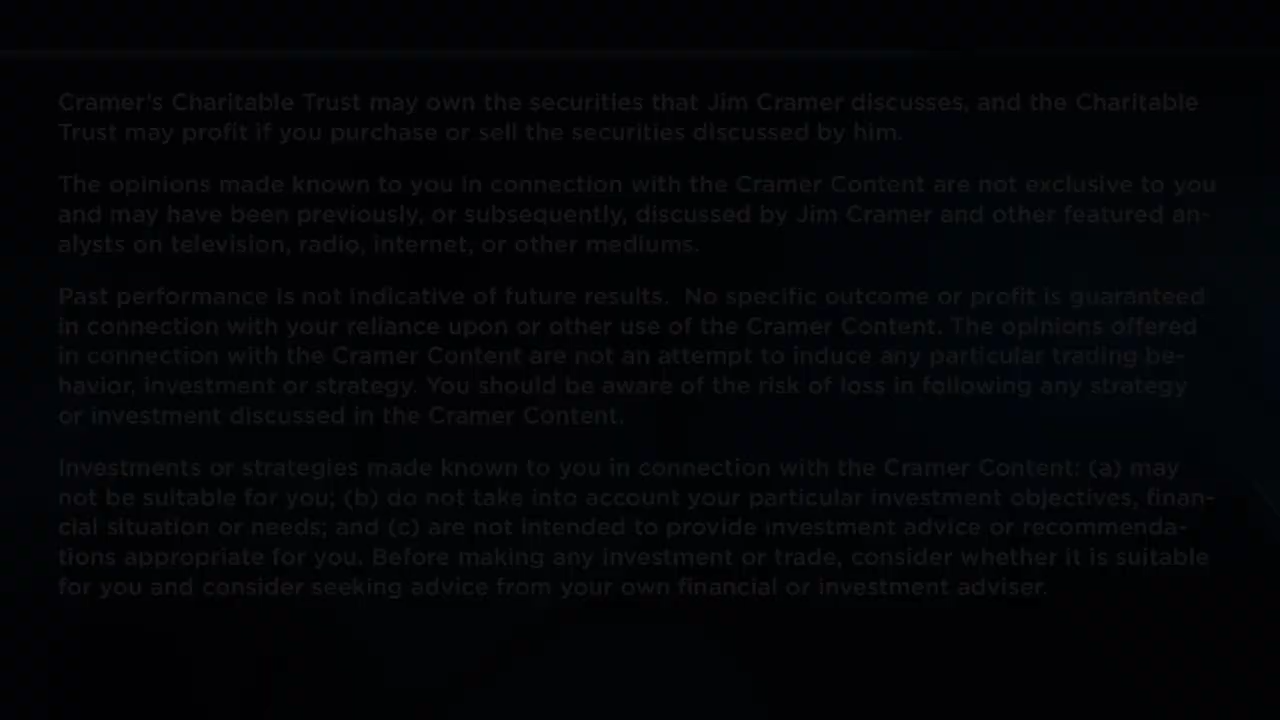 Cramer's Charitable Trust may own the securities that Jim Cramer discusses, and the Charitable
Trust may profit if you purchase or sell the securities discussed by him.
The opinions made known to you in connection with the Cramer Content are not exclusive to you
and may have been previously, or subsequently, discussed by Jim Cramer and other featured an-
alysts on television, radio, internet, or other mediums.
Past performance is not indicative of future results.  No specific outcome or profit is guaranteed
in connection with your reliance upon or other use of the Cramer Content. The opinions offered
in connection with the Cramer Content are not an attempt to induce any particular trading be-
havior, investment or strategy. You should be aware of the risk of loss in following any strategy
or investment discussed in the Cramer Content.
Investments or strategies made known to you in connection with the Cramer Content: (a) may
not be suitable for you; (b) do not take into account your particular investment objectives, finan-
cial situation or needs; and (c) are not intended to provide investment advice or recommenda-
tions appropriate for you. Before making any investment or trade, consider whether it is suitable
for you and consider seeking advice from your own financial or investment adviser.